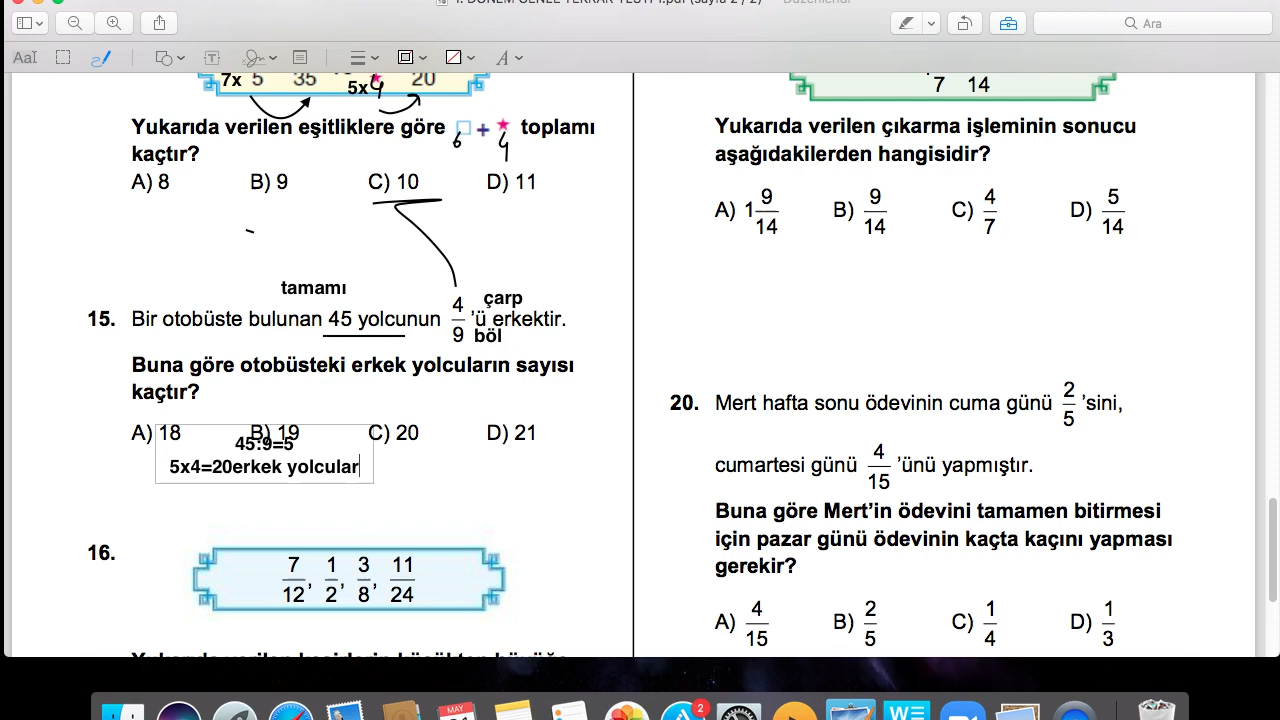 Ara
7x 5 35 20
5x 4
Yukarıda verilen eşitliklere göre + toplamı
6 4
kaçtır?
A) 8 B) 9 C) 10 D) 11
tamamı
15. Bir otobüste bulunan 45 yolcunun 4/9 'ü erkektir.
çarp
böl
Buna göre otobüsteki erkek yolcuların sayısı
kaçtır?
A) 18 B) 19 C) 20 D) 21
45:9=5
5x4=20erkek yolcular
16.
7/12, 1/2, 3/8, 11/24
7 14
Yukarıda verilen çıkarma işleminin sonucu
aşağıdakilerden hangisidir?
A) 1 9/14 B) 9/14 C) 4/7 D) 5/14
20. Mert hafta sonu ödevinin cuma günü 2/5 'sini,
cumartesi günü 4/15 'ünü yapmıştır.
Buna göre Mert'in ödevini tamamen bitirmesi
için pazar günü ödevinin kaçta kaçını yapması
gerekir?
A) 4/15 B) 2/5 C) 1/4 D) 1/3
MAY
2